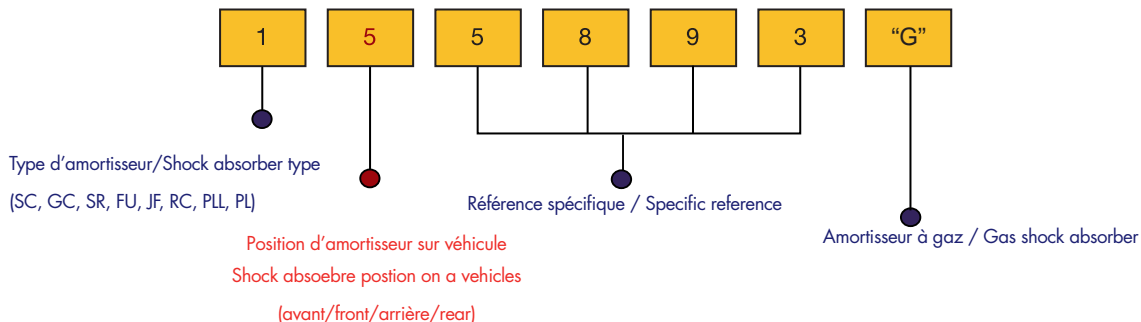 1 5 5 8 9 3 “G”
Type d’amortisseur/Shock absorber type
(SC, GC, SR, FU, JF, RC, PLL, PL)
Référence spécifique / Specific reference
Amortisseur à gaz / Gas shock absorber
Position d’amortisseur sur véhicule
Shock absoebre postion on a vehicles
(avant/front/arrière/rear)